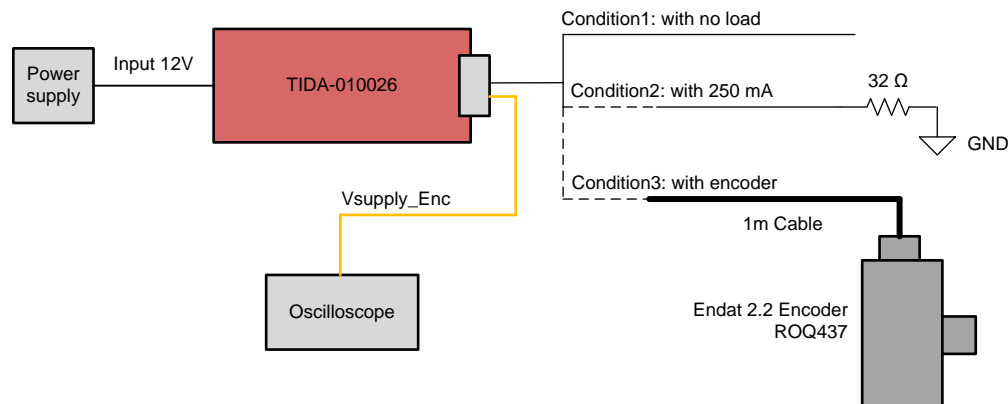 Condition1: with no load
Power
supply
Input 12V
TIDA-010026
32 Ω
Condition2: with 250 mA
GND
Condition3: with encoder
Vsupply_Enc
1m Cable
Oscilloscope
Endat 2.2 Encoder
ROQ437